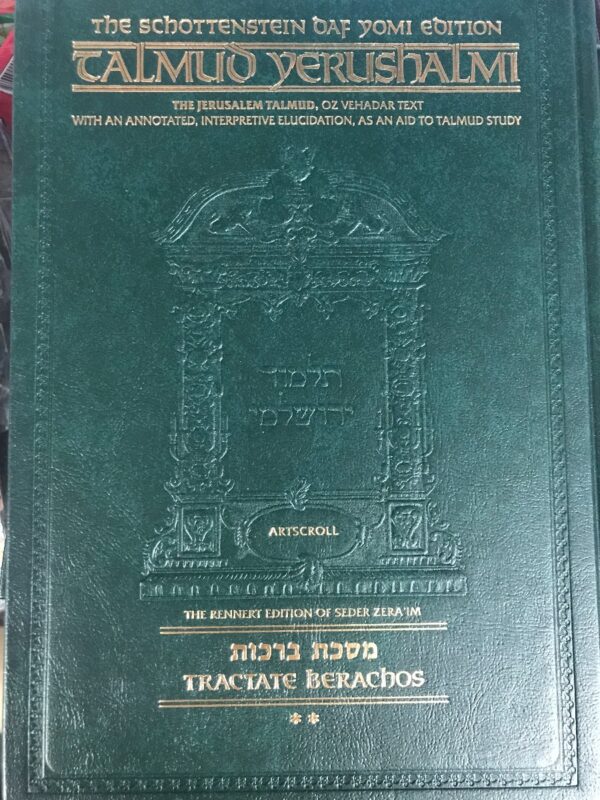 THE SCHOTTENSTEIN DAF YOMI EDITION
TALMUD YERUSHALMI
THE JERUSALEM TALMUD, OZ VEHADAR TEXT
WITH AN ANNOTATED, INTERPRETIVE ELUCIDATION, AS AN AID TO TALMUD STUDY
תלמוד
ירושלמי
ARTSCROLL
THE RENNERT EDITION OF SEDER ZERA'IM
מסכת ברכות
TRACTATE BERACHOS
**